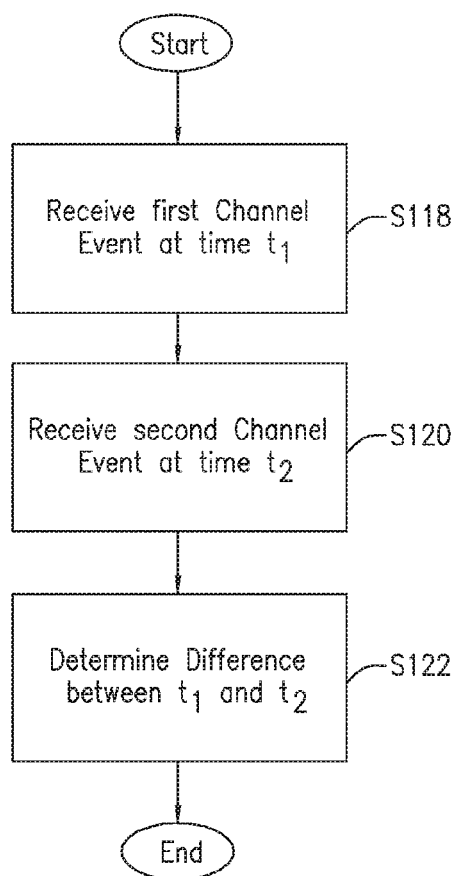 Start
Receive first Channel
Event at time t₁
S118
Receive second Channel
Event at time t₂
S120
Determine Difference
between t₁ and t₂
S122
End